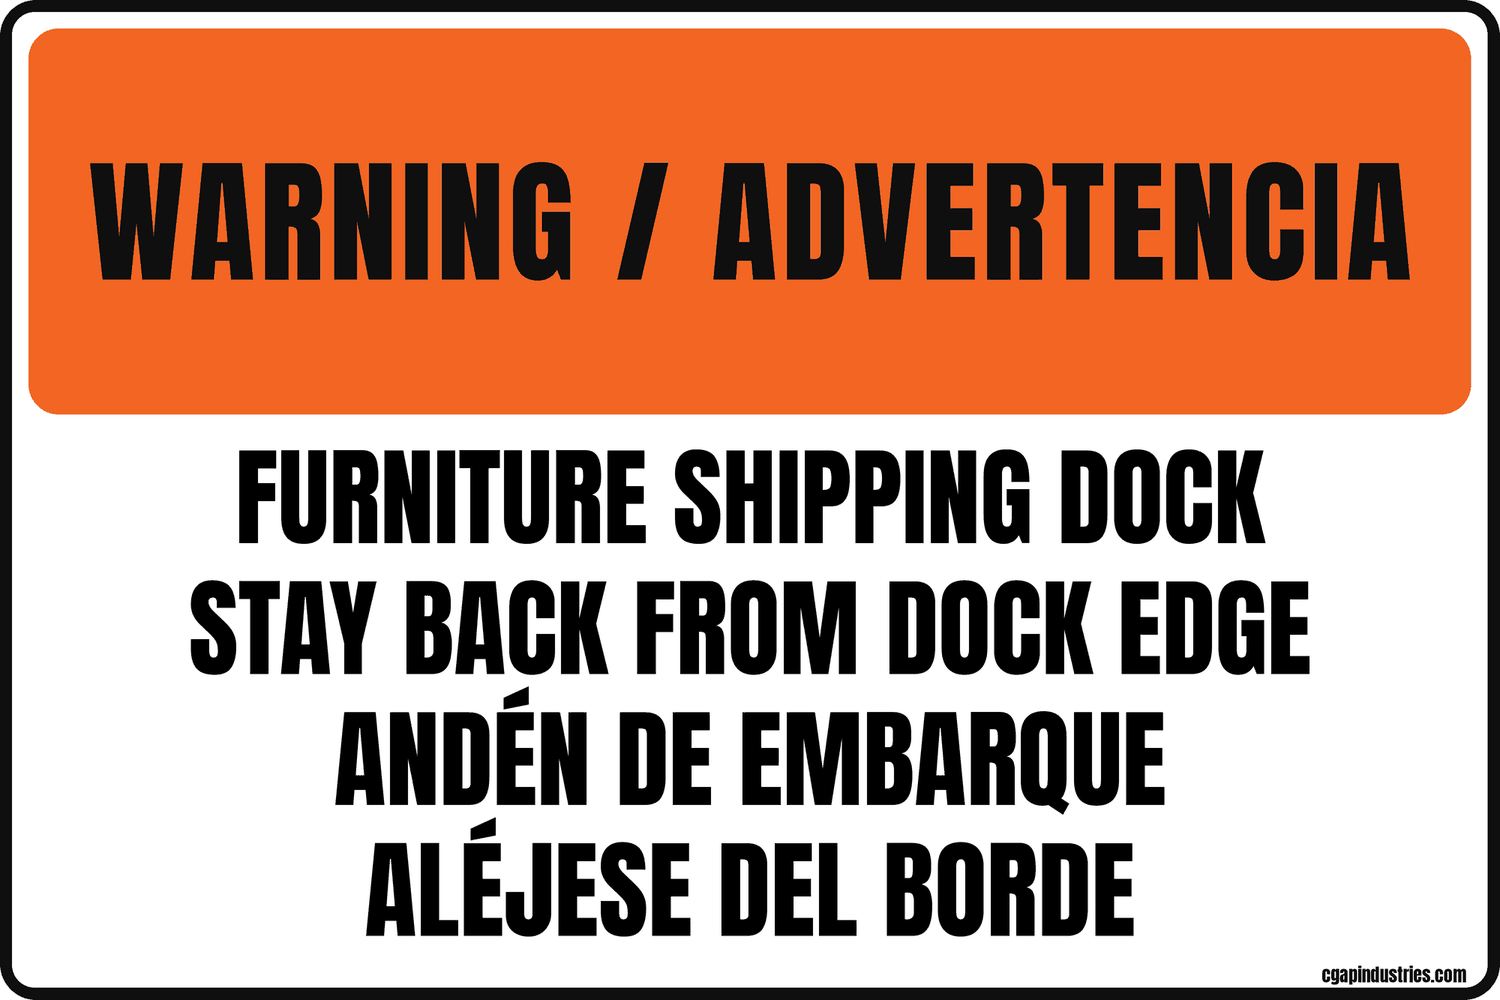 WARNING / ADVERTENCIA
FURNITURE SHIPPING DOCK
STAY BACK FROM DOCK EDGE
ANDÉN DE EMBARQUE
ALÉJESE DEL BORDE
cgapindustries.com